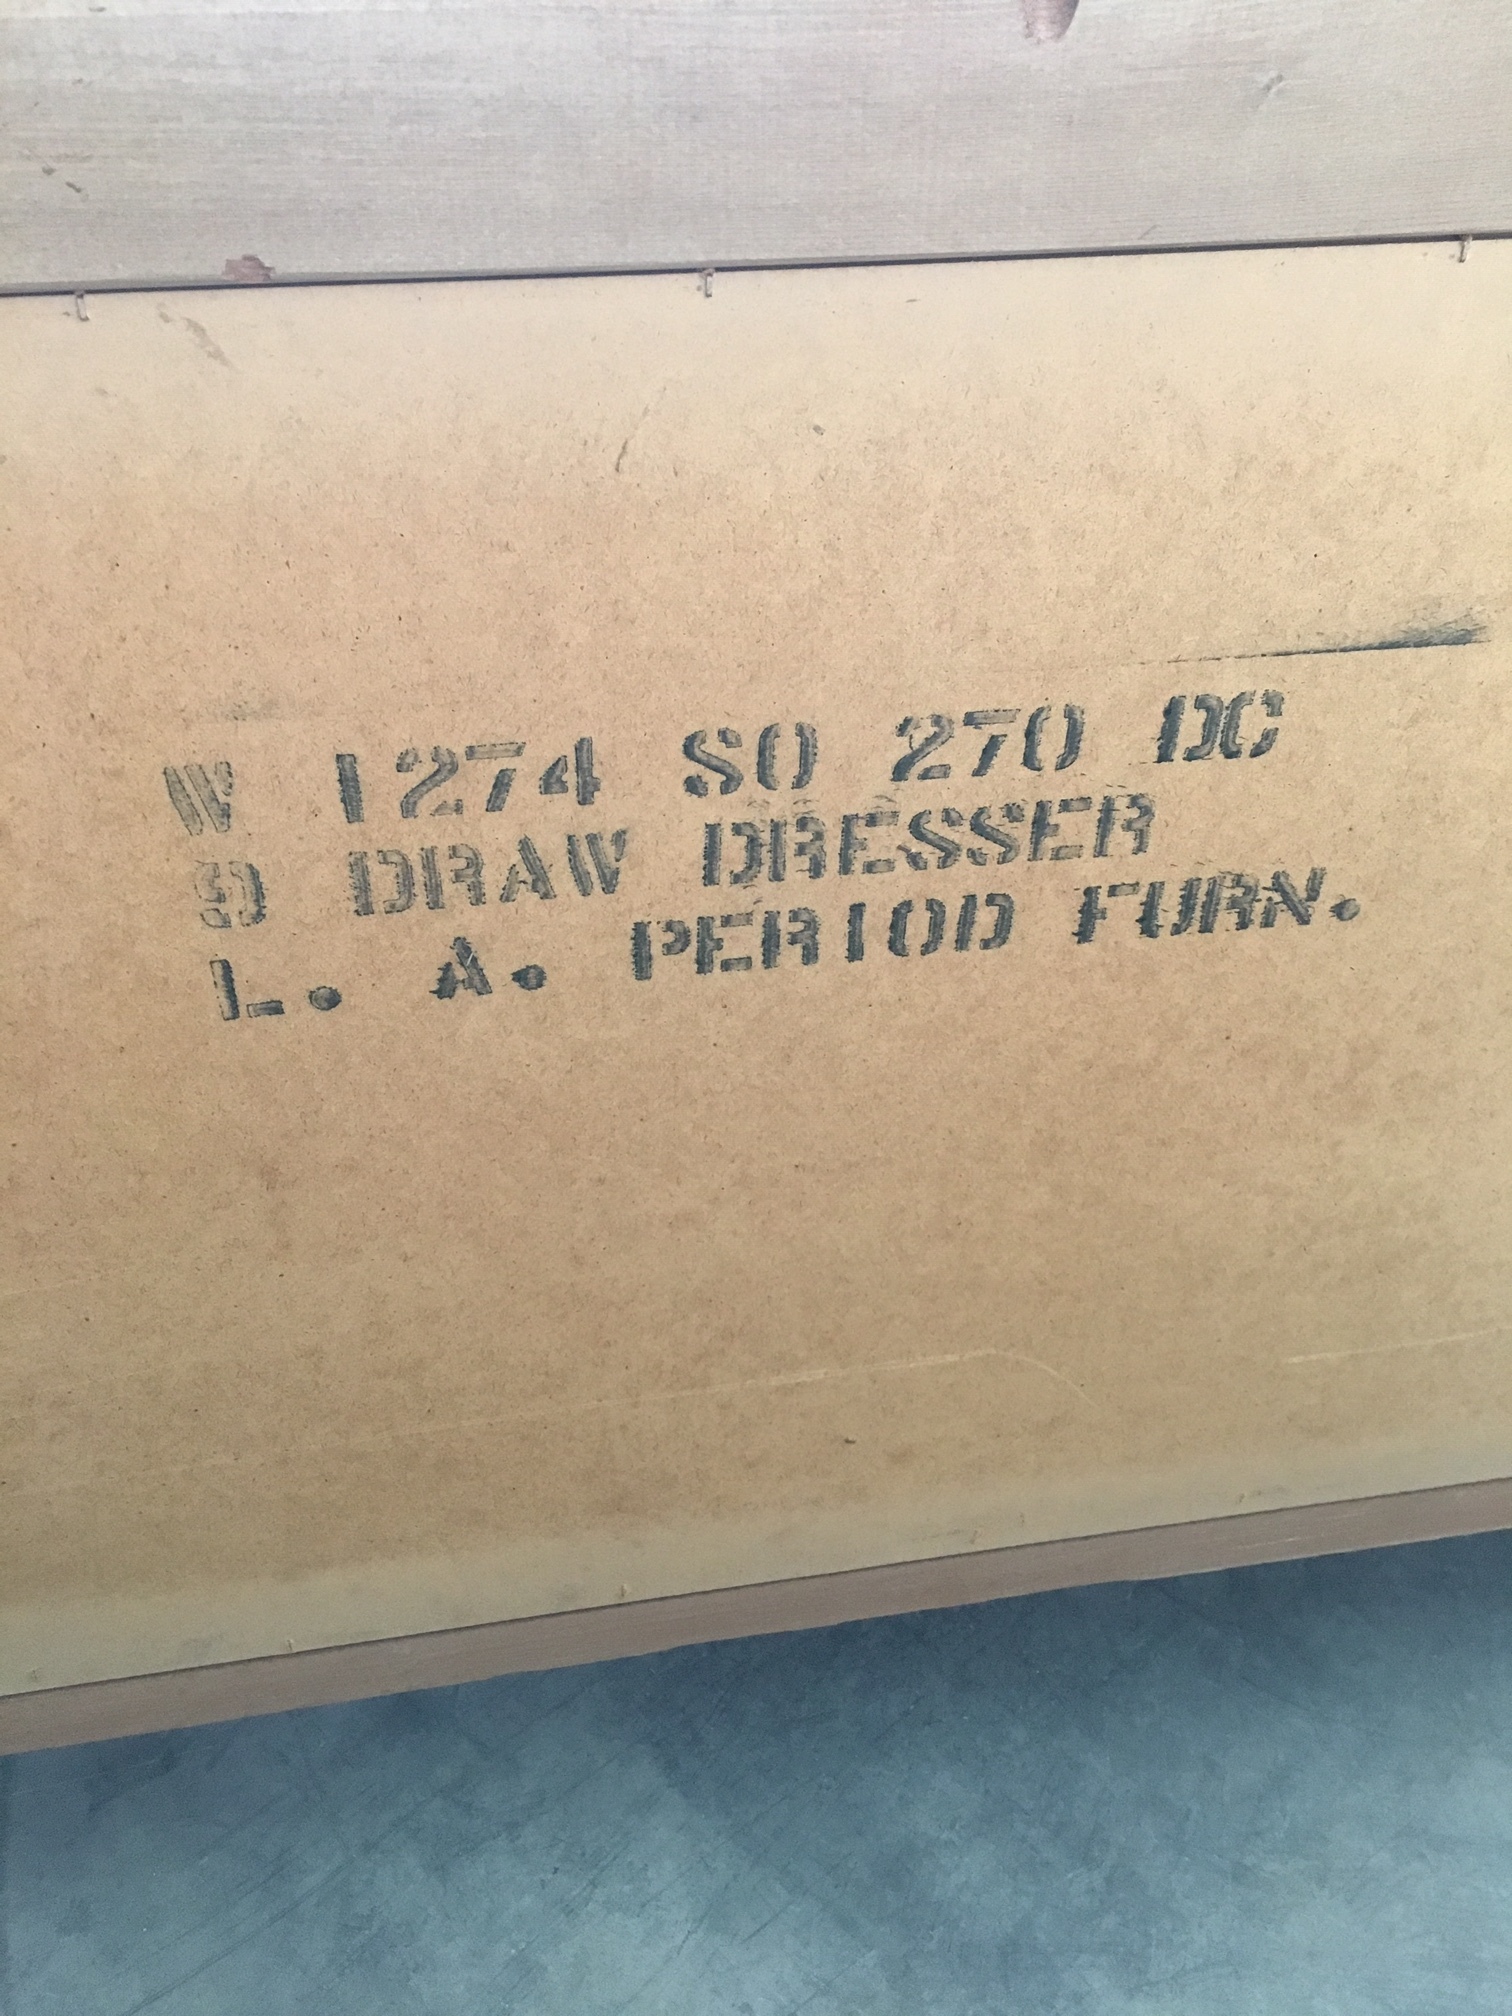 W 1274 SO 270 DC
9 DRAW DRESSER
L. A. PERIOD FURN.